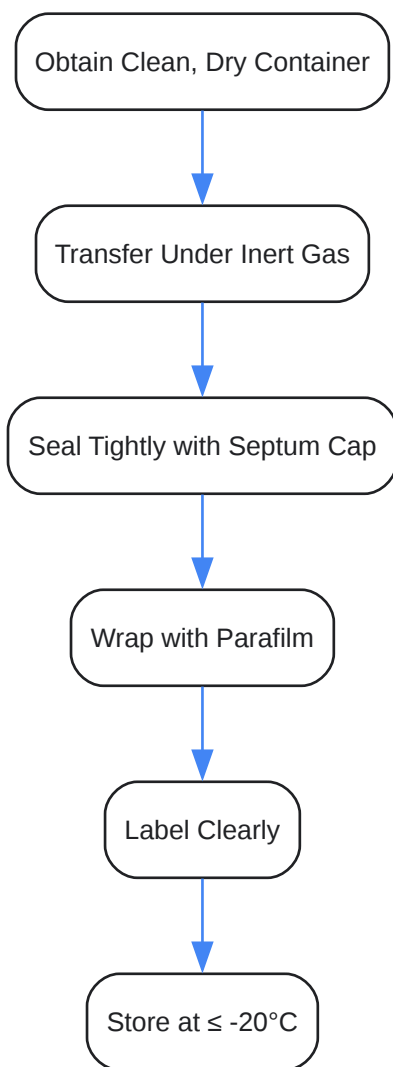 Obtain Clean, Dry Container
Transfer Under Inert Gas
Seal Tightly with Septum Cap
Wrap with Parafilm
Label Clearly
Store at ≤ -20°C